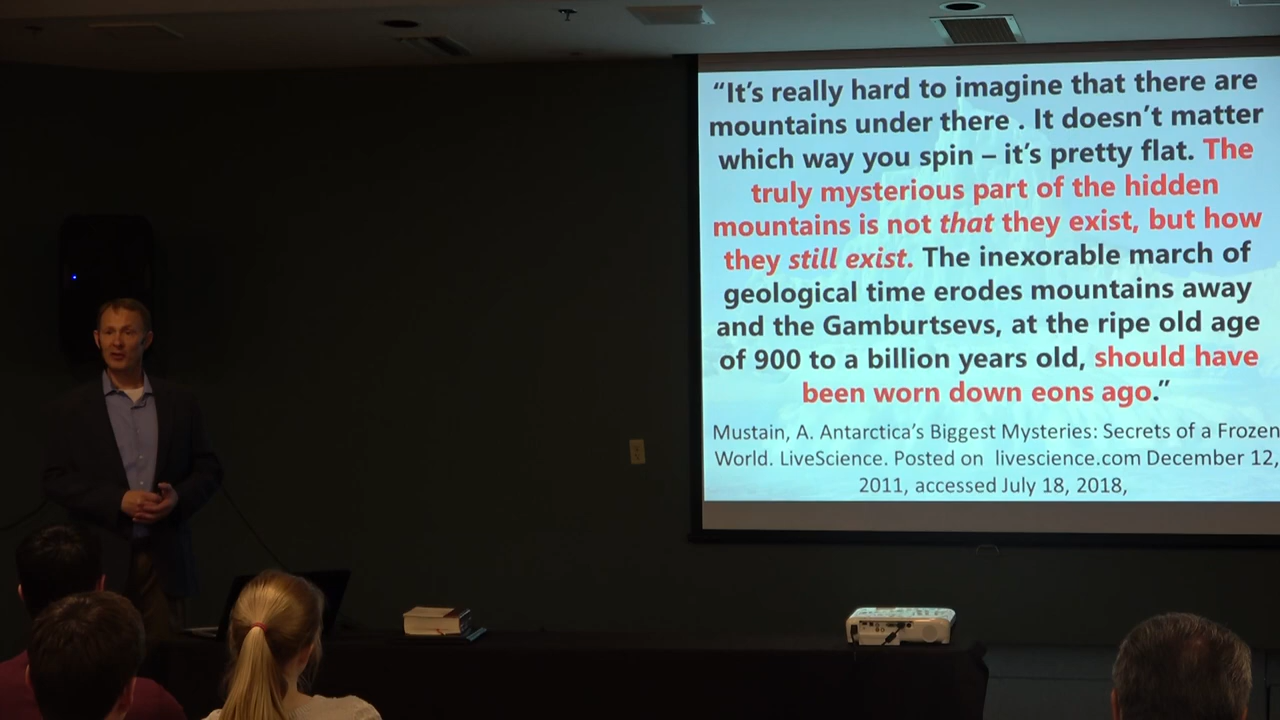 “It’s really hard to imagine that there are
mountains under there . It doesn’t matter
which way you spin – it’s pretty flat. The
truly mysterious part of the hidden
mountains is not that they exist, but how
they still exist. The inexorable march of
geological time erodes mountains away
and the Gamburtsevs, at the ripe old age
of 900 to a billion years old, should have
been worn down eons ago.”
Mustain, A. Antarctica’s Biggest Mysteries: Secrets of a Frozen
World. LiveScience. Posted on livescience.com December 12,
2011, accessed July 18, 2018,